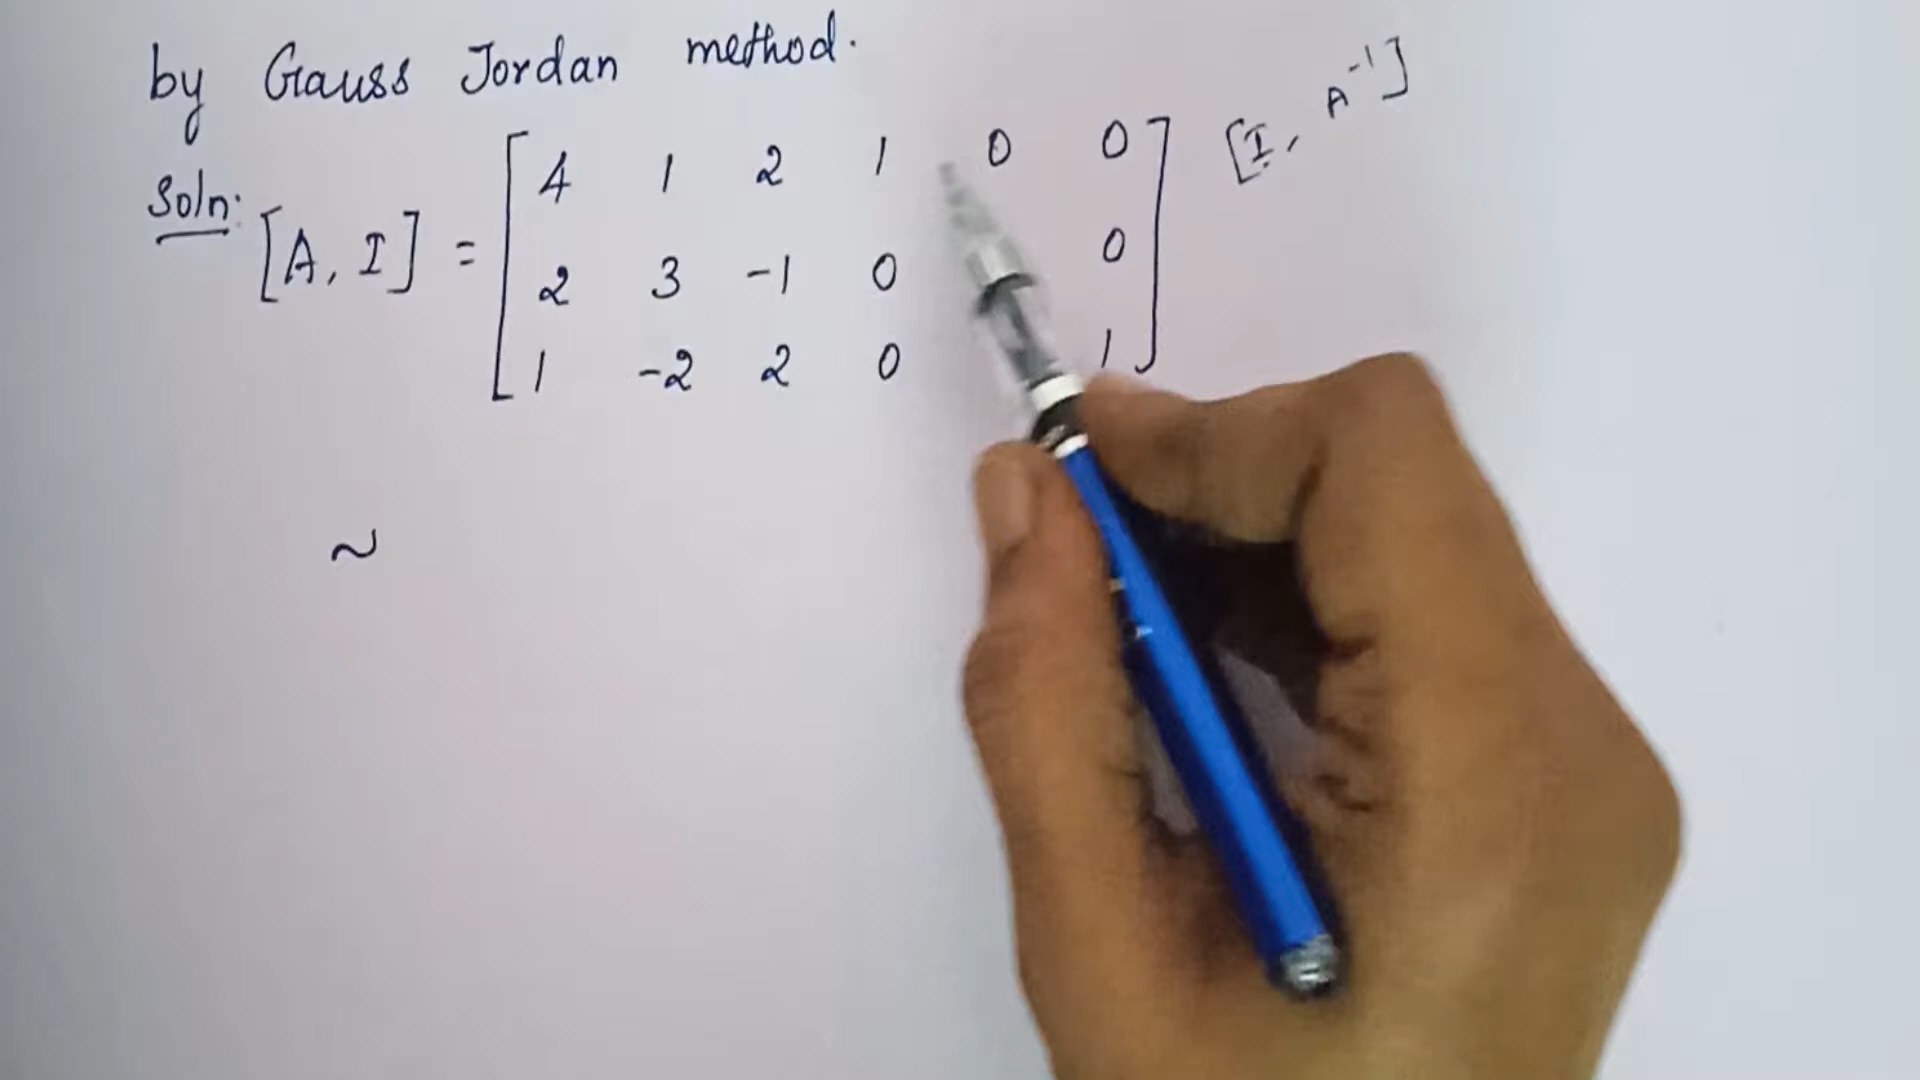 by Gauss Jordan method.
Soln: [A, I] = [ 4 1 2 1 0 0 ] [I, A⁻¹]
2 3 -1 0 0
1 -2 2 0 1
~